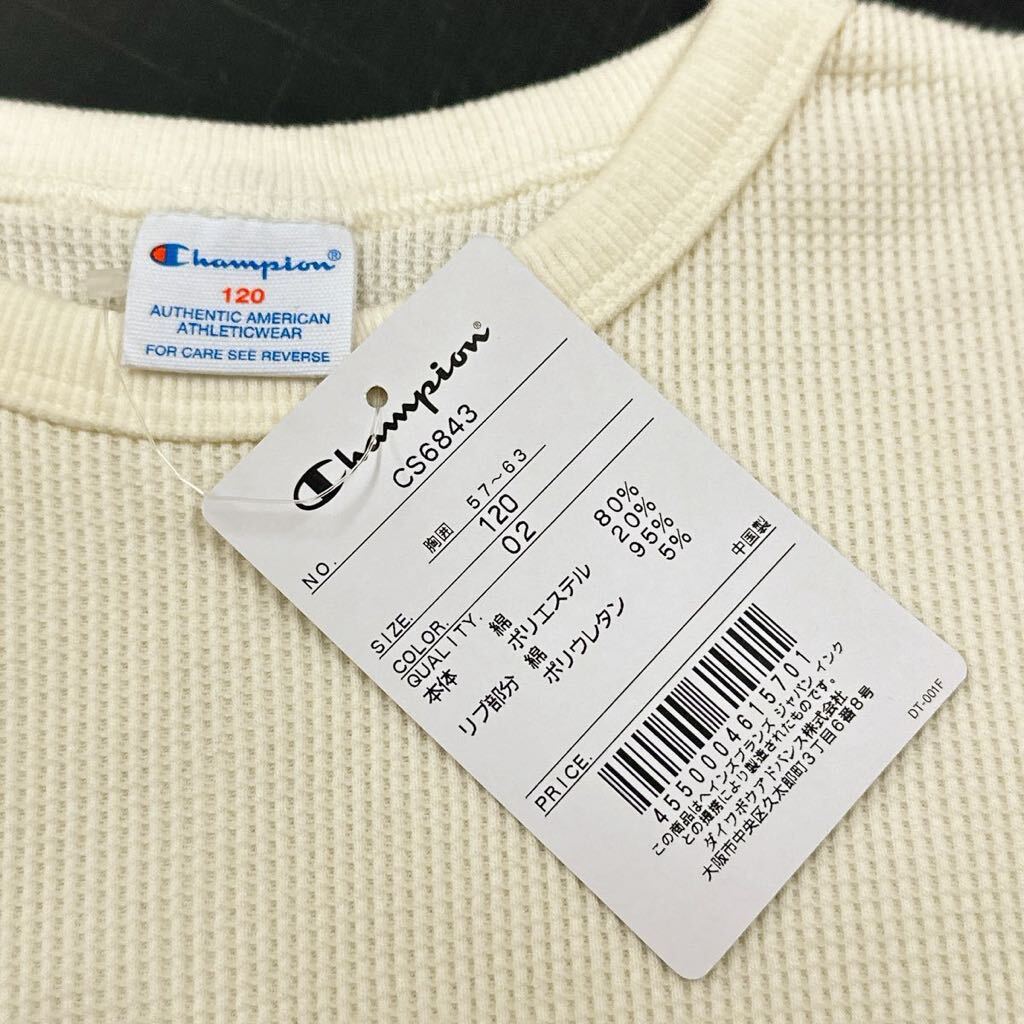 Champion®
120
AUTHENTIC AMERICAN
ATHLETICWEAR
FOR CARE SEE REVERSE
Champion®
NO. CS6843
胸囲 57～63
SIZE. 120
COLOR. 02
QUALITY.
本体 綿 80%
ポリエステル 20%
リブ部分 綿 95%
ポリウレタン 5%
中国製
PRICE.
4550000461570１
この商品はヘインズブランズ ジャパン インク
との提携により製造されたものです。
ダイワボウアドバンス株式会社
大阪市中央区久太郎町3丁目6番8号
DT-001F